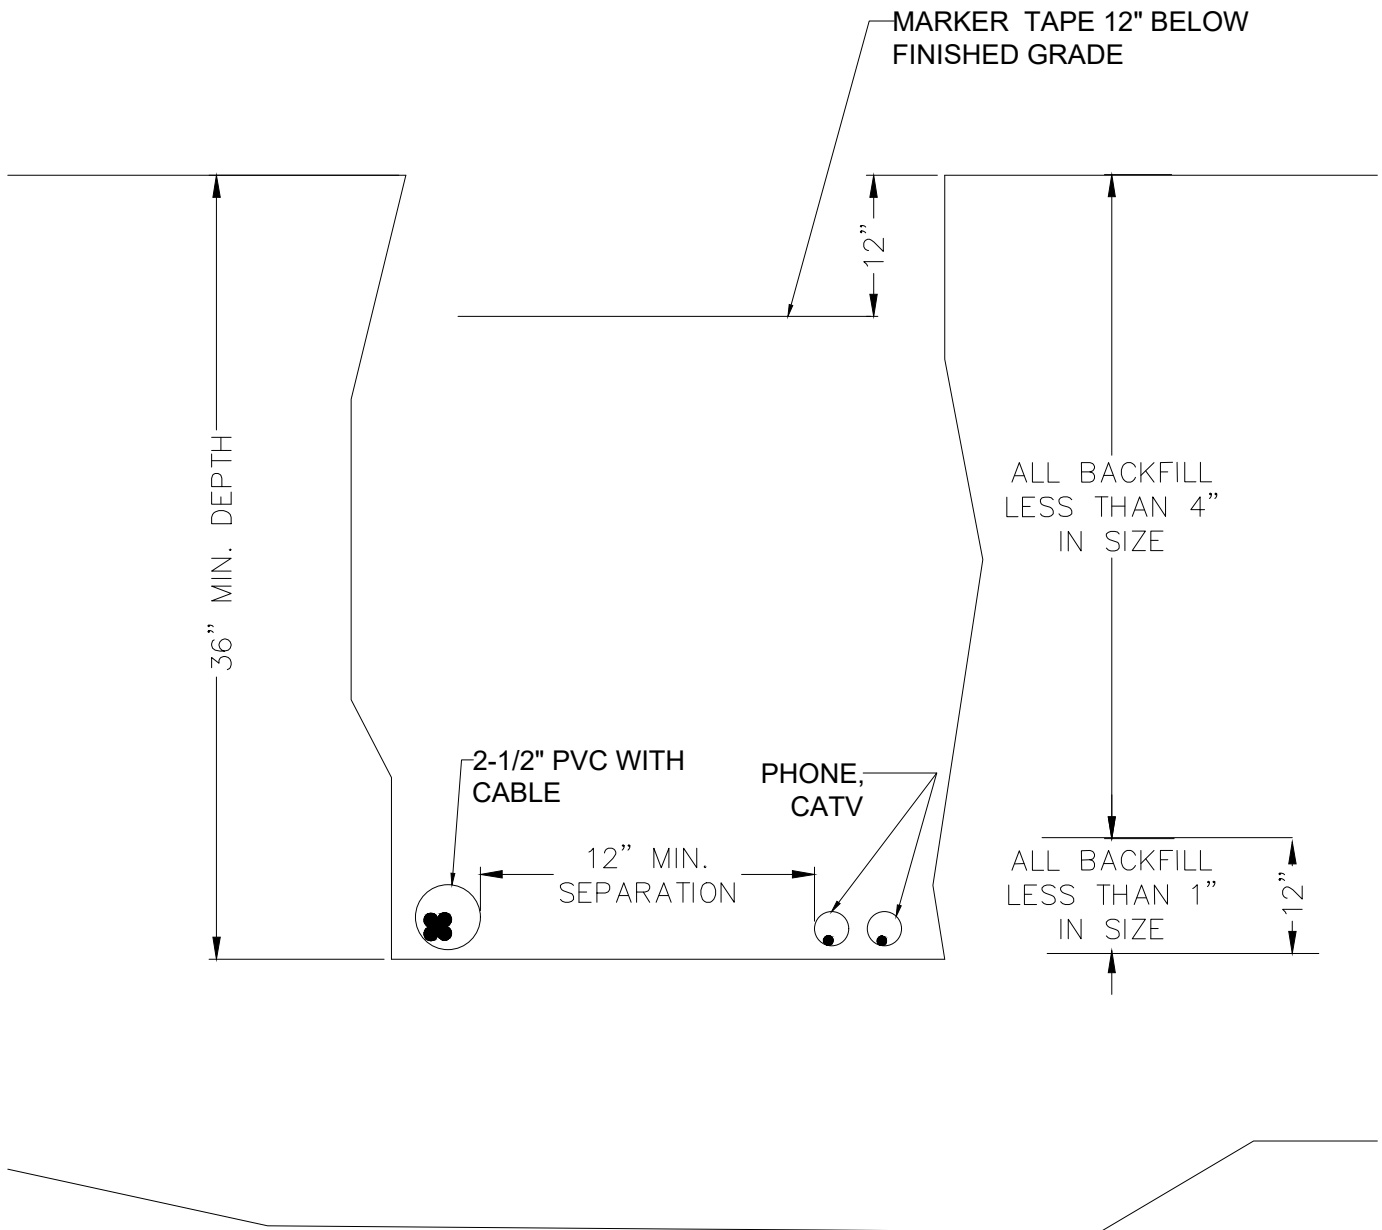 MARKER TAPE 12" BELOW
FINISHED GRADE
12”
36” MIN. DEPTH
ALL BACKFILL
LESS THAN 4”
IN SIZE
2-1/2" PVC WITH
CABLE
PHONE,
CATV
12” MIN.
SEPARATION
ALL BACKFILL
LESS THAN 1”
IN SIZE
12”